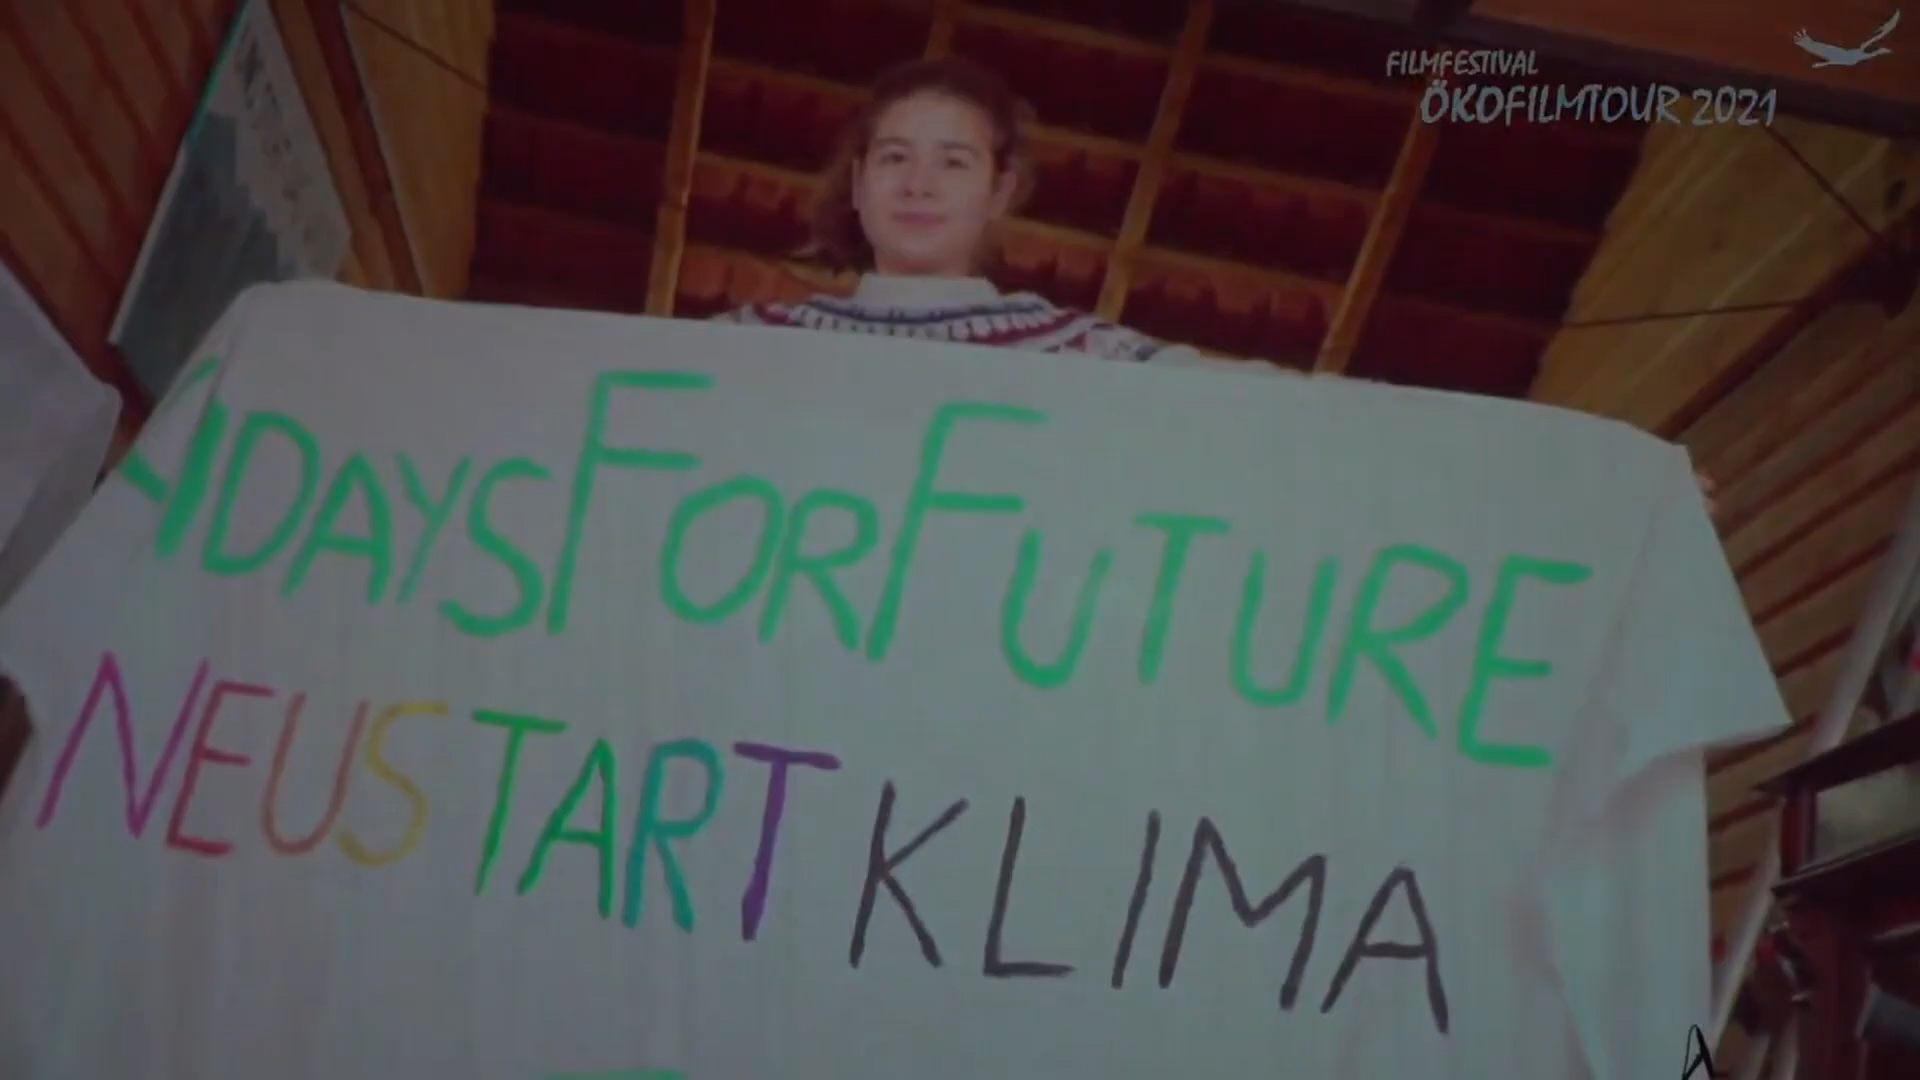 FILMFESTIVAL
ÖKOFILMTOUR 2021
DAYSFORFUTURE
NEUSTART KLIMA